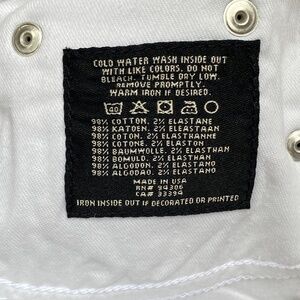 COLD WATER WASH INSIDE OUT
WITH LIKE COLORS. DO NOT
BLEACH. TUMBLE DRY LOW.
REMOVE PROMPTLY.
WARM IRON IF DESIRED.
40
98% COTTON, 2% ELASTANE
98% KATOEN, 2% ELEASTAAN
98% COTON, 2% ELASTHANNE
98% COTONE, 2% ELASTON
98% BAUMWOLLE, 2% ELASTHAN
98% BOMULD, 2% ELASTHAN
98% ALGODON, 2% ELASTANO
98% ALGODAO, 2% ELASTANO
MADE IN USA
RN# 94306
CA# 33394
IRON INSIDE OUT IF DECORATED OR PRINTED